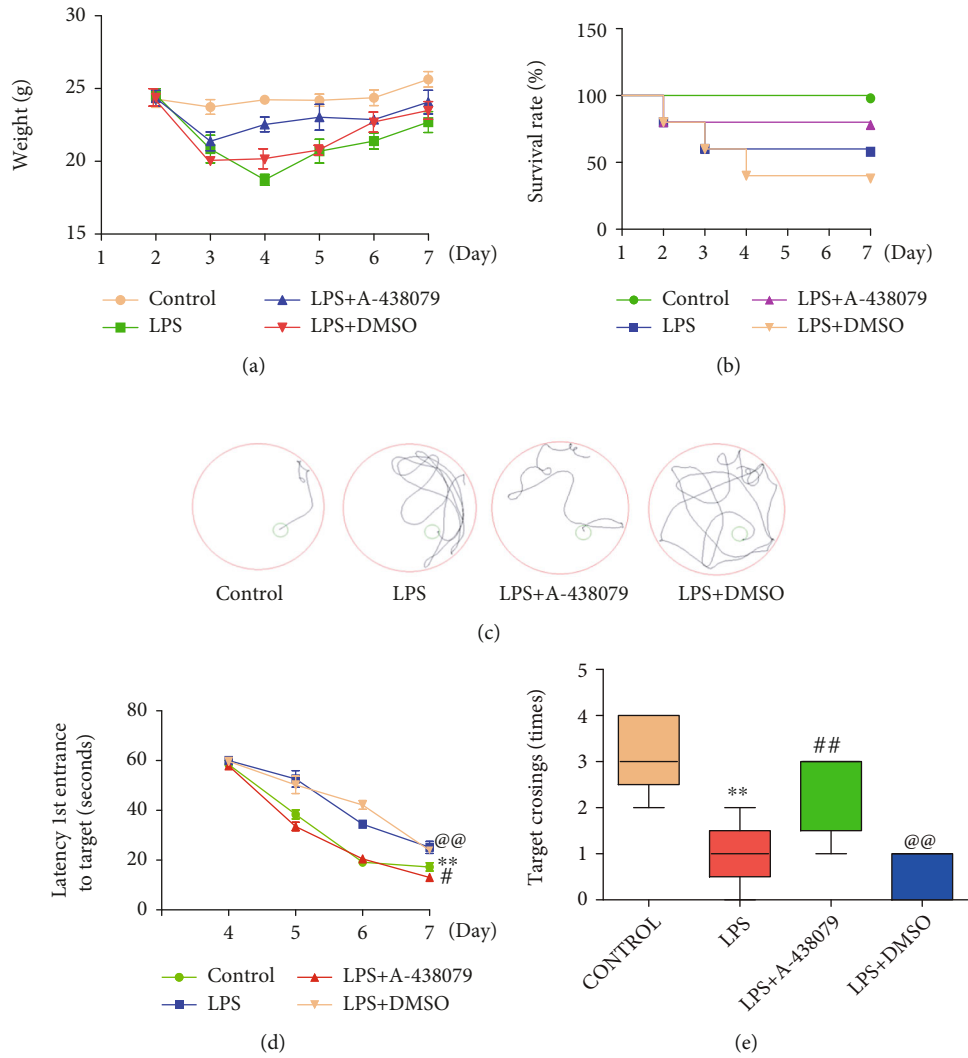 30
25
20
15
Weight (g)
1 2 3 4 5 6 7 (Day)
Control LPS+A-438079
LPS LPS+DMSO
(a)
150
100
50
0
Survival rate (%)
1 2 3 4 5 6 7 (Day)
Control LPS+A-438079
LPS LPS+DMSO
(b)
Control LPS LPS+A-438079 LPS+DMSO
(c)
80
60
40
20
0
Latency 1st entrance
to target (seconds)
@@
**
#
4 5 6 7 (Day)
Control LPS+A-438079
LPS LPS+DMSO
(d)
5
4
3
2
1
0
Target crosings (times)
**
##
@@
CONTROL
LPS
LPS+A-438079
LPS+DMSO
(e)